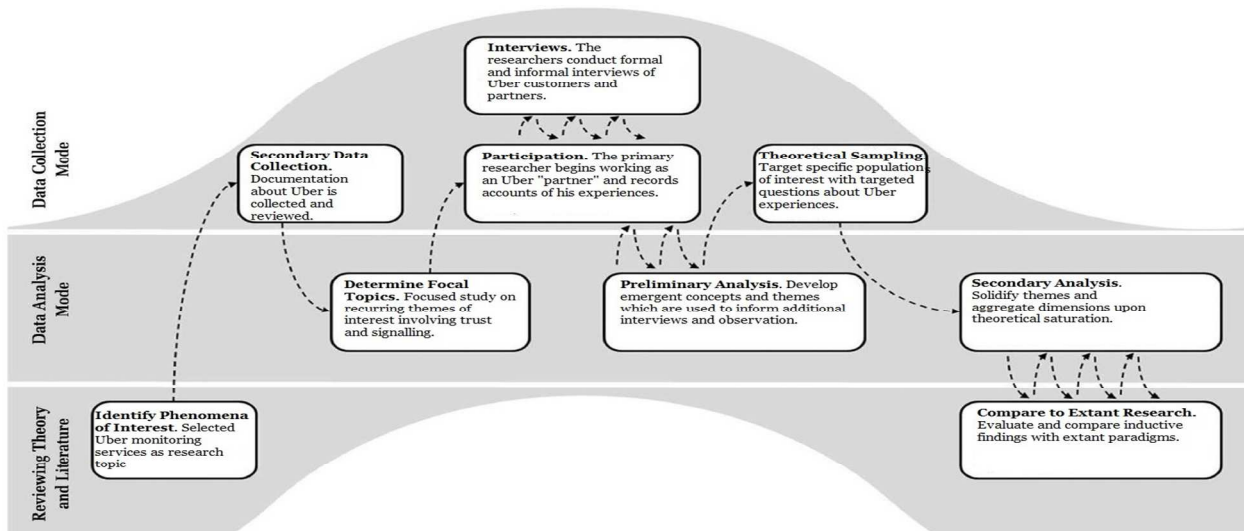 Data Collection
Mode
Interviews. The
researchers conduct formal
and informal interviews of
Uber customers and
partners.
Secondary Data
Collection.
Documentation
about Uber is
collected and
reviewed.
Participation. The primary
researcher begins working as
an Uber "partner" and records
accounts of his experiences.
Theoretical Sampling.
Target specific populations
of interest with targeted
questions about Uber
experiences.
Data Analysis
Mode
Determine Focal
Topics. Focused study on
recurring themes of
interest involving trust
and signalling.
Preliminary Analysis. Develop
emergent concepts and themes
which are used to inform additional
interviews and observation.
Secondary Analysis.
Solidify themes and
aggregate dimensions upon
theoretical saturation.
Reviewing Theory
and Literature
Identify Phenomena
of Interest. Selected
Uber monitoring
services as research
topic
Compare to Extant Research.
Evaluate and compare inductive
findings with extant paradigms.